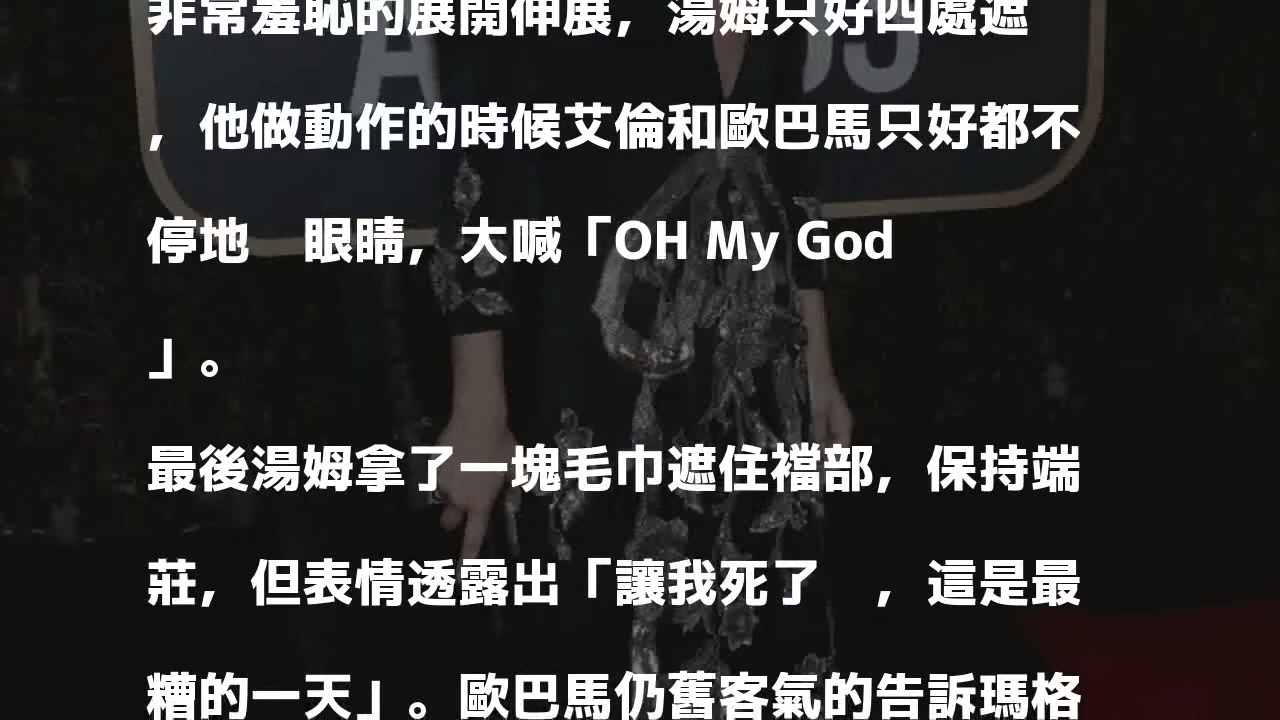 非常羞恥的展開伸展，湯姆只好四處遮
，他做動作的時候艾倫和歐巴馬只好都不
停地　眼睛，大喊「OH My God
」。
最後湯姆拿了一塊毛巾遮住襠部，保持端
莊，但表情透露出「讓我死了　，這是最
糟的一天」。歐巴馬仍舊客氣的告訴瑪格